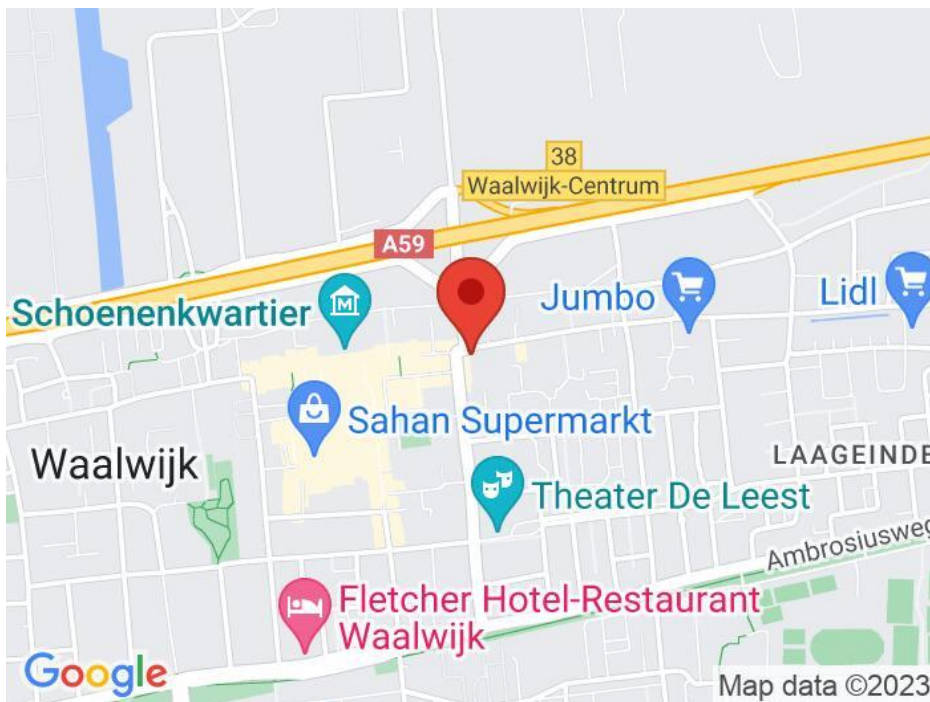 38
Waalwijk-Centrum
A59
Schoenenkwartier
M
Jumbo
Lidl
Sahan Supermarkt
Waalwijk
LAAGEINDE
Theater De Leest
Ambrosiusweg
Fletcher Hotel-Restaurant
Waalwijk
Google
Map data ©2023